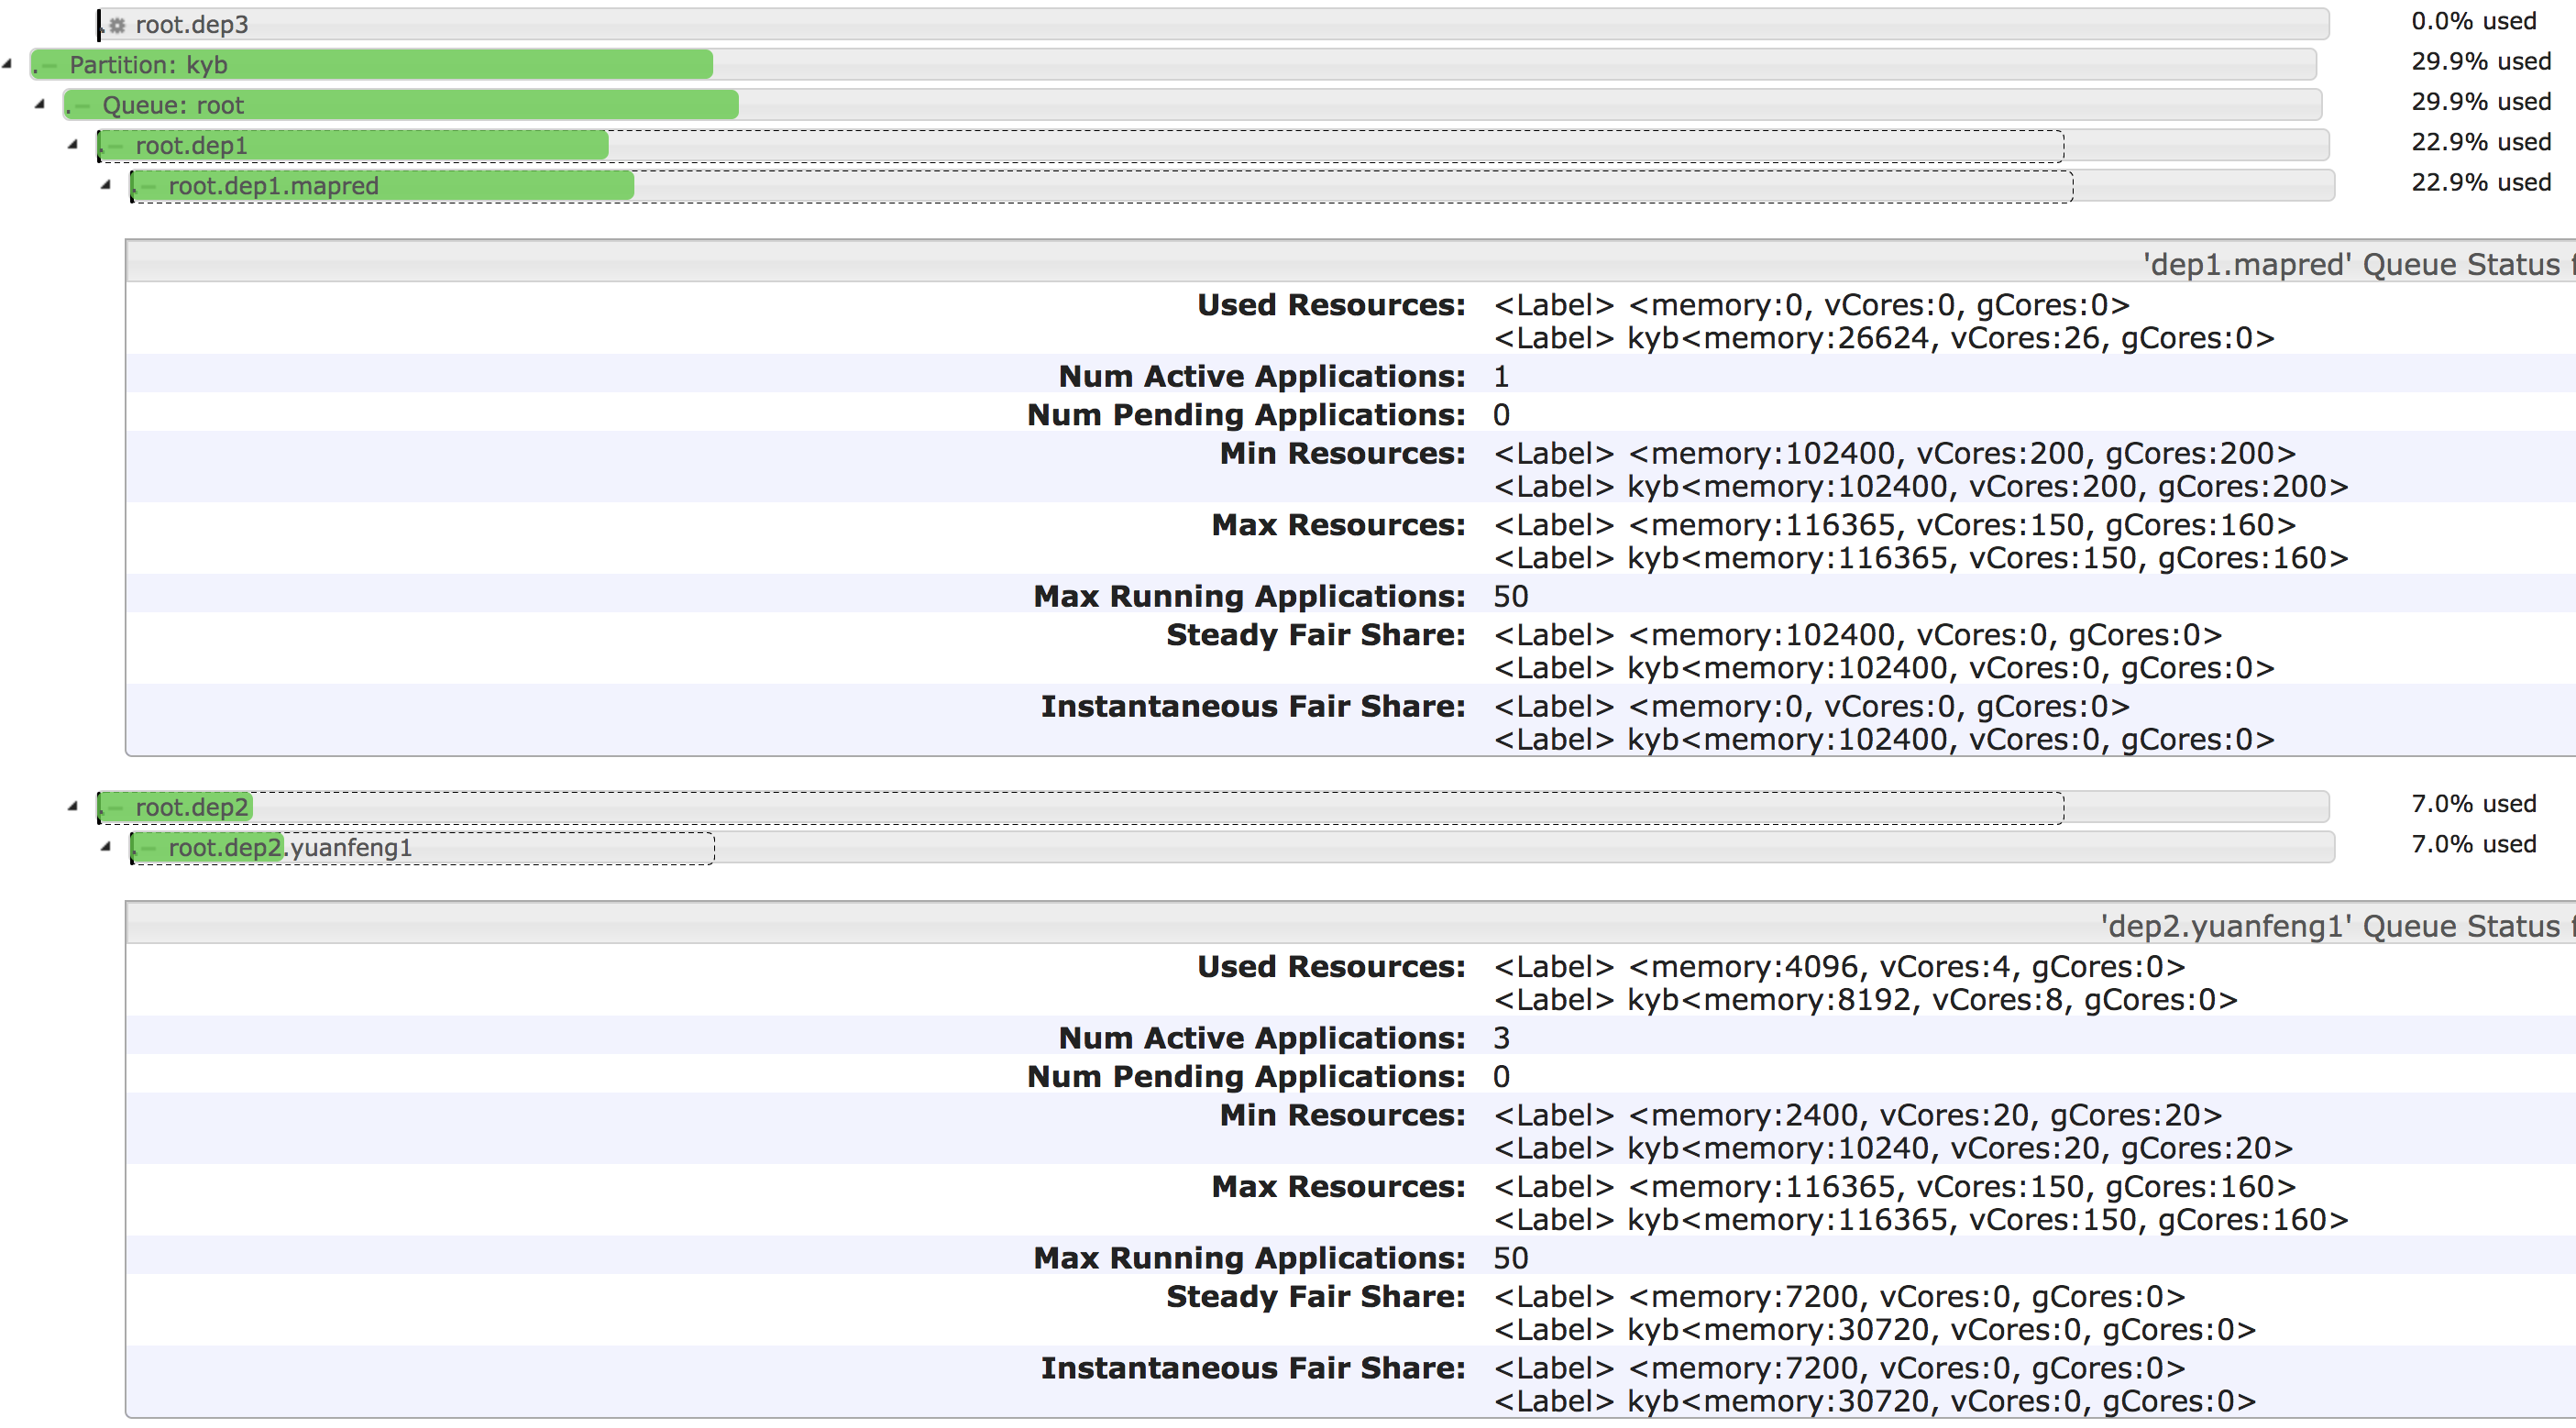 root.dep3 0.0% used
Partition: kyb 29.9% used
Queue: root 29.9% used
root.dep1 22.9% used
root.dep1.mapred 22.9% used
'dep1.mapred' Queue Status
Used Resources: <Label> <memory:0, vCores:0, gCores:0>
<Label> kyb<memory:26624, vCores:26, gCores:0>
Num Active Applications: 1
Num Pending Applications: 0
Min Resources: <Label> <memory:102400, vCores:200, gCores:200>
<Label> kyb<memory:102400, vCores:200, gCores:200>
Max Resources: <Label> <memory:116365, vCores:150, gCores:160>
<Label> kyb<memory:116365, vCores:150, gCores:160>
Max Running Applications: 50
Steady Fair Share: <Label> <memory:102400, vCores:0, gCores:0>
<Label> kyb<memory:102400, vCores:0, gCores:0>
Instantaneous Fair Share: <Label> <memory:0, vCores:0, gCores:0>
<Label> kyb<memory:102400, vCores:0, gCores:0>
root.dep2 7.0% used
root.dep2.yuanfeng1 7.0% used
'dep2.yuanfeng1' Queue Status
Used Resources: <Label> <memory:4096, vCores:4, gCores:0>
<Label> kyb<memory:8192, vCores:8, gCores:0>
Num Active Applications: 3
Num Pending Applications: 0
Min Resources: <Label> <memory:2400, vCores:20, gCores:20>
<Label> kyb<memory:10240, vCores:20, gCores:20>
Max Resources: <Label> <memory:116365, vCores:150, gCores:160>
<Label> kyb<memory:116365, vCores:150, gCores:160>
Max Running Applications: 50
Steady Fair Share: <Label> <memory:7200, vCores:0, gCores:0>
<Label> kyb<memory:30720, vCores:0, gCores:0>
Instantaneous Fair Share: <Label> <memory:7200, vCores:0, gCores:0>
<Label> kyb<memory:30720, vCores:0, gCores:0>